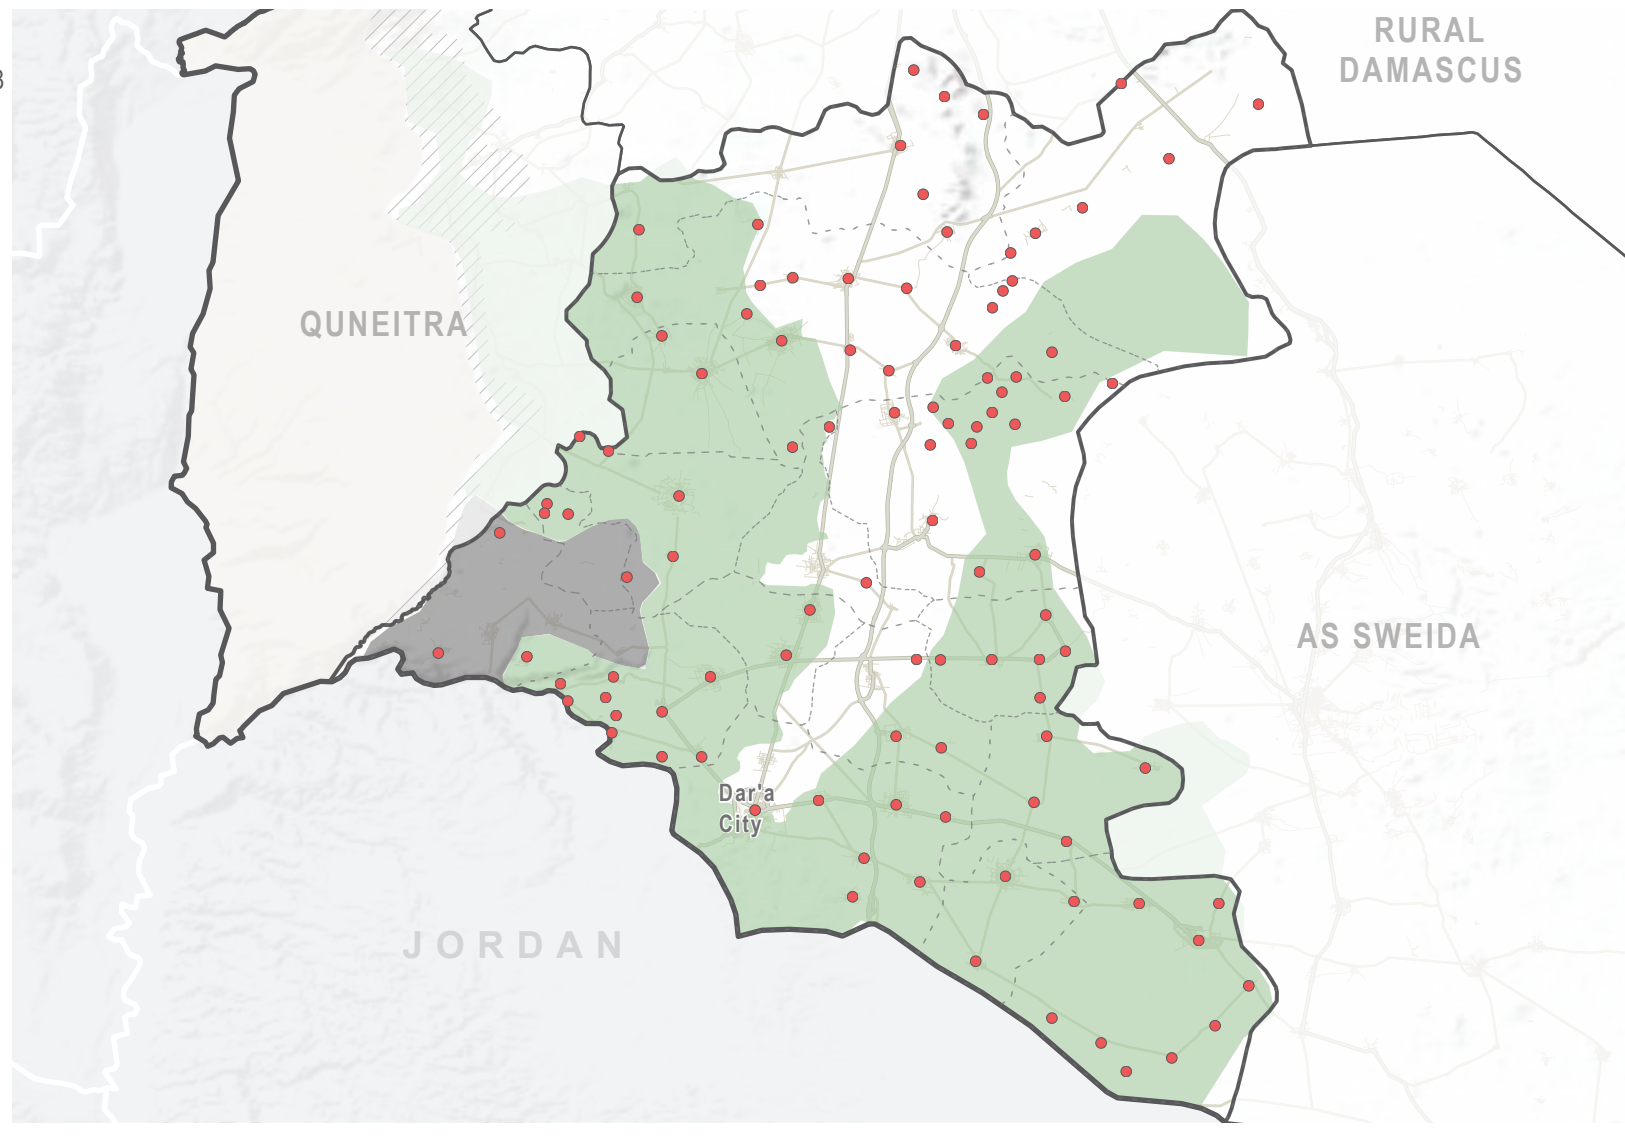 RURAL
DAMASCUS
QUNEITRA
AS SWEIDA
Dar'a
City
JORDAN